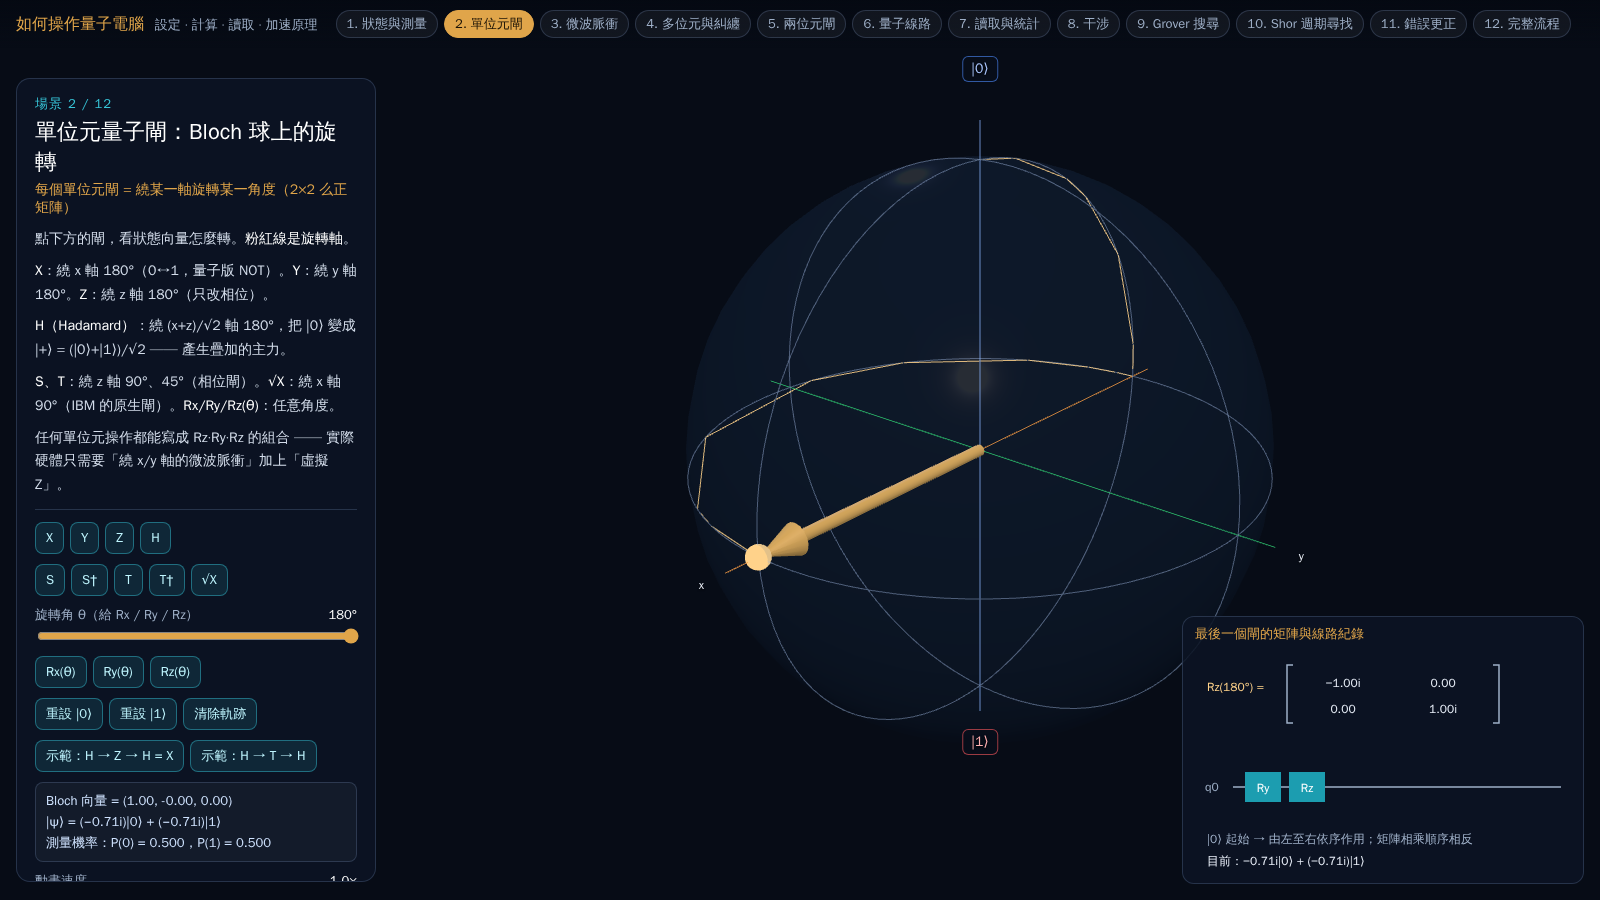 如何操作量子電腦 設定 · 計算 · 讀取 · 加速原理 1. 狀態與測量 2. 單位元閘 3. 微波脈衝 4. 多位元與糾纏 5. 兩位元閘 6. 量子線路 7. 讀取與統計 8. 干涉 9. Grover 搜尋 10. Shor 週期尋找 11. 錯誤更正 12. 完整流程
場景 2 / 12
單位元量子閘：Bloch 球上的旋
轉
每個單位元閘 = 繞某一軸旋轉某一角度（2×2 么正
矩陣）
點下方的閘，看狀態向量怎麼轉。粉紅線是旋轉軸。
X：繞 x 軸 180°（0↔1，量子版 NOT）。Y：繞 y 軸
180°。Z：繞 z 軸 180°（只改相位）。
H（Hadamard）：繞 (x+z)/√2 軸 180°，把 |0⟩ 變成
|+⟩ = (|0⟩+|1⟩)/√2 —— 產生疊加的主力。
S、T：繞 z 軸 90°、45°（相位閘）。√X：繞 x 軸
90°（IBM 的原生閘）。Rx/Ry/Rz(θ)：任意角度。
任何單位元操作都能寫成 Rz·Ry·Rz 的組合 —— 實際
硬體只需要「繞 x/y 軸的微波脈衝」加上「虛擬
Z」。
X Y Z H
S S† T T† √X
旋轉角 θ（給 Rx / Ry / Rz） 180°
Rx(θ) Ry(θ) Rz(θ)
重設 |0⟩ 重設 |1⟩ 清除軌跡
示範：H → Z → H = X 示範：H → T → H
Bloch 向量 = (1.00, -0.00, 0.00)
|ψ⟩ = (−0.71i)|0⟩ + (−0.71i)|1⟩
測量機率：P(0) = 0.500，P(1) = 0.500
動畫速度 1.0×
|0⟩
x
y
|1⟩
最後一個閘的矩陣與線路紀錄
Rz(180°) =
−1.00i 0.00
0.00 1.00i
q0 Ry Rz
|0⟩ 起始 → 由左至右依序作用；矩陣相乘順序相反
目前：−0.71i|0⟩ + (−0.71i)|1⟩